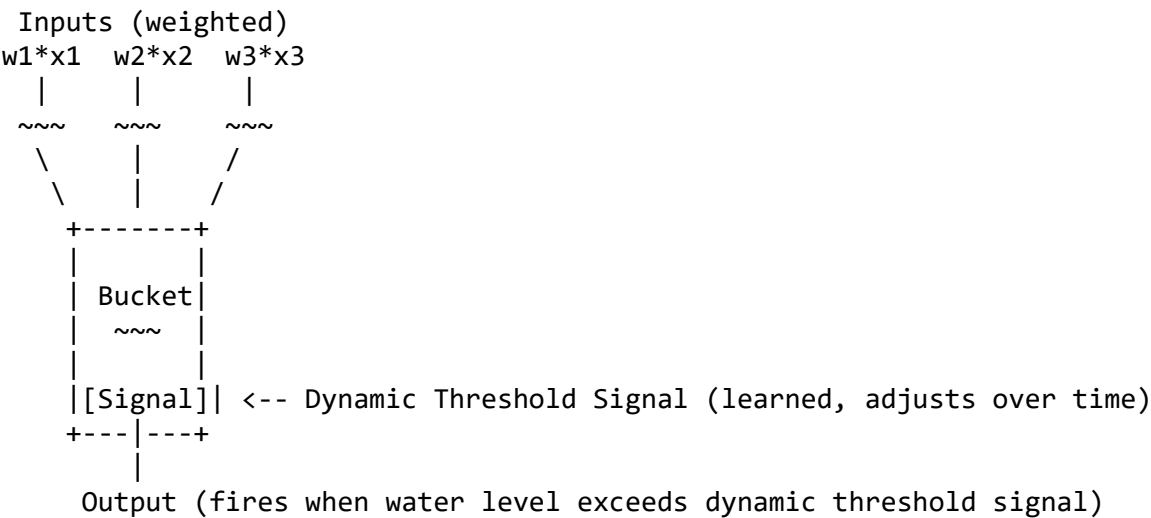 Inputs (weighted)
w1*x1  w2*x2  w3*x3
  |      |      |
 ~~~   ~~~    ~~~
  \     |     /
   \    |    /
    +-------+
    |       |
    | Bucket|
    |  ~~~  |
    |       |
    |[Signal]| <-- Dynamic Threshold Signal (learned, adjusts over time)
    +---|---+
        |
     Output (fires when water level exceeds dynamic threshold signal)